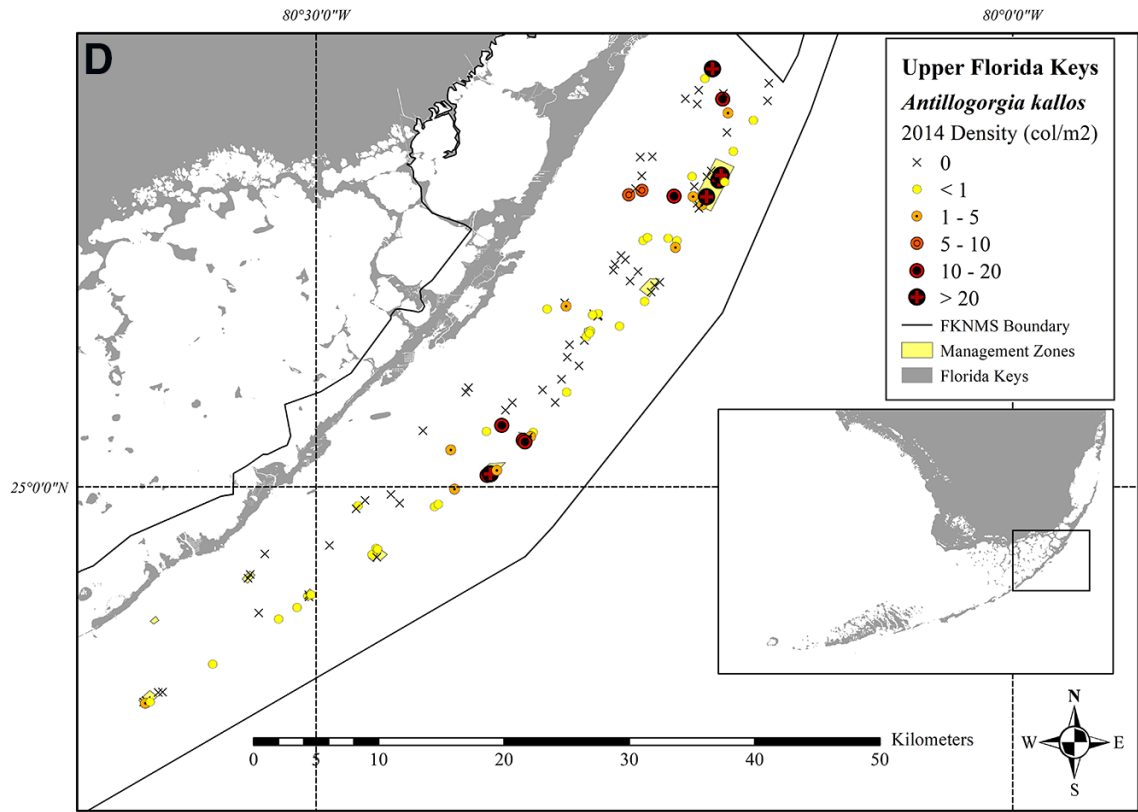 80°30'0"W 80°0'0"W
D
Upper Florida Keys
Antillogorgia kallos
2014 Density (col/m2)
0
< 1
1 - 5
5 - 10
10 - 20
> 20
FKNMS Boundary
Management Zones
Florida Keys
25°0'0"N
N
W E
S
Kilometers
0 5 10 20 30 40 50